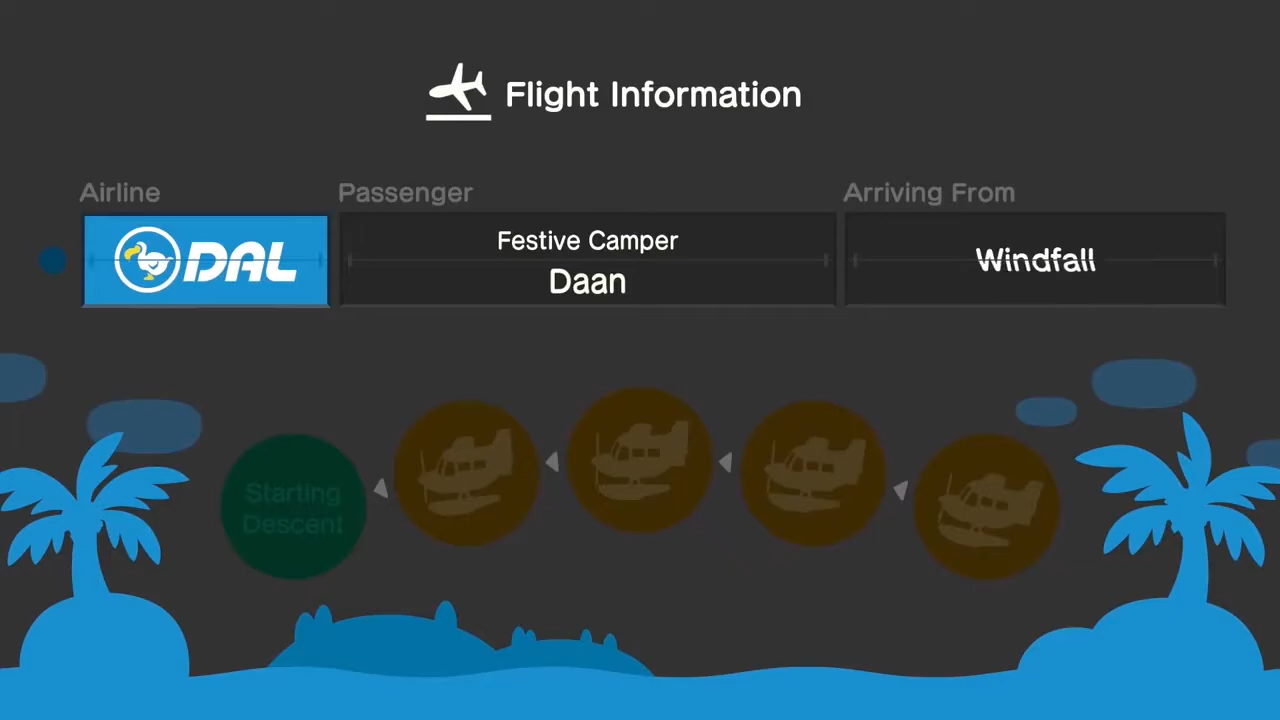 Flight Information
Airline
Passenger
Arriving From
DAL
Festive Camper
Daan
Windfall
Starting
Descent